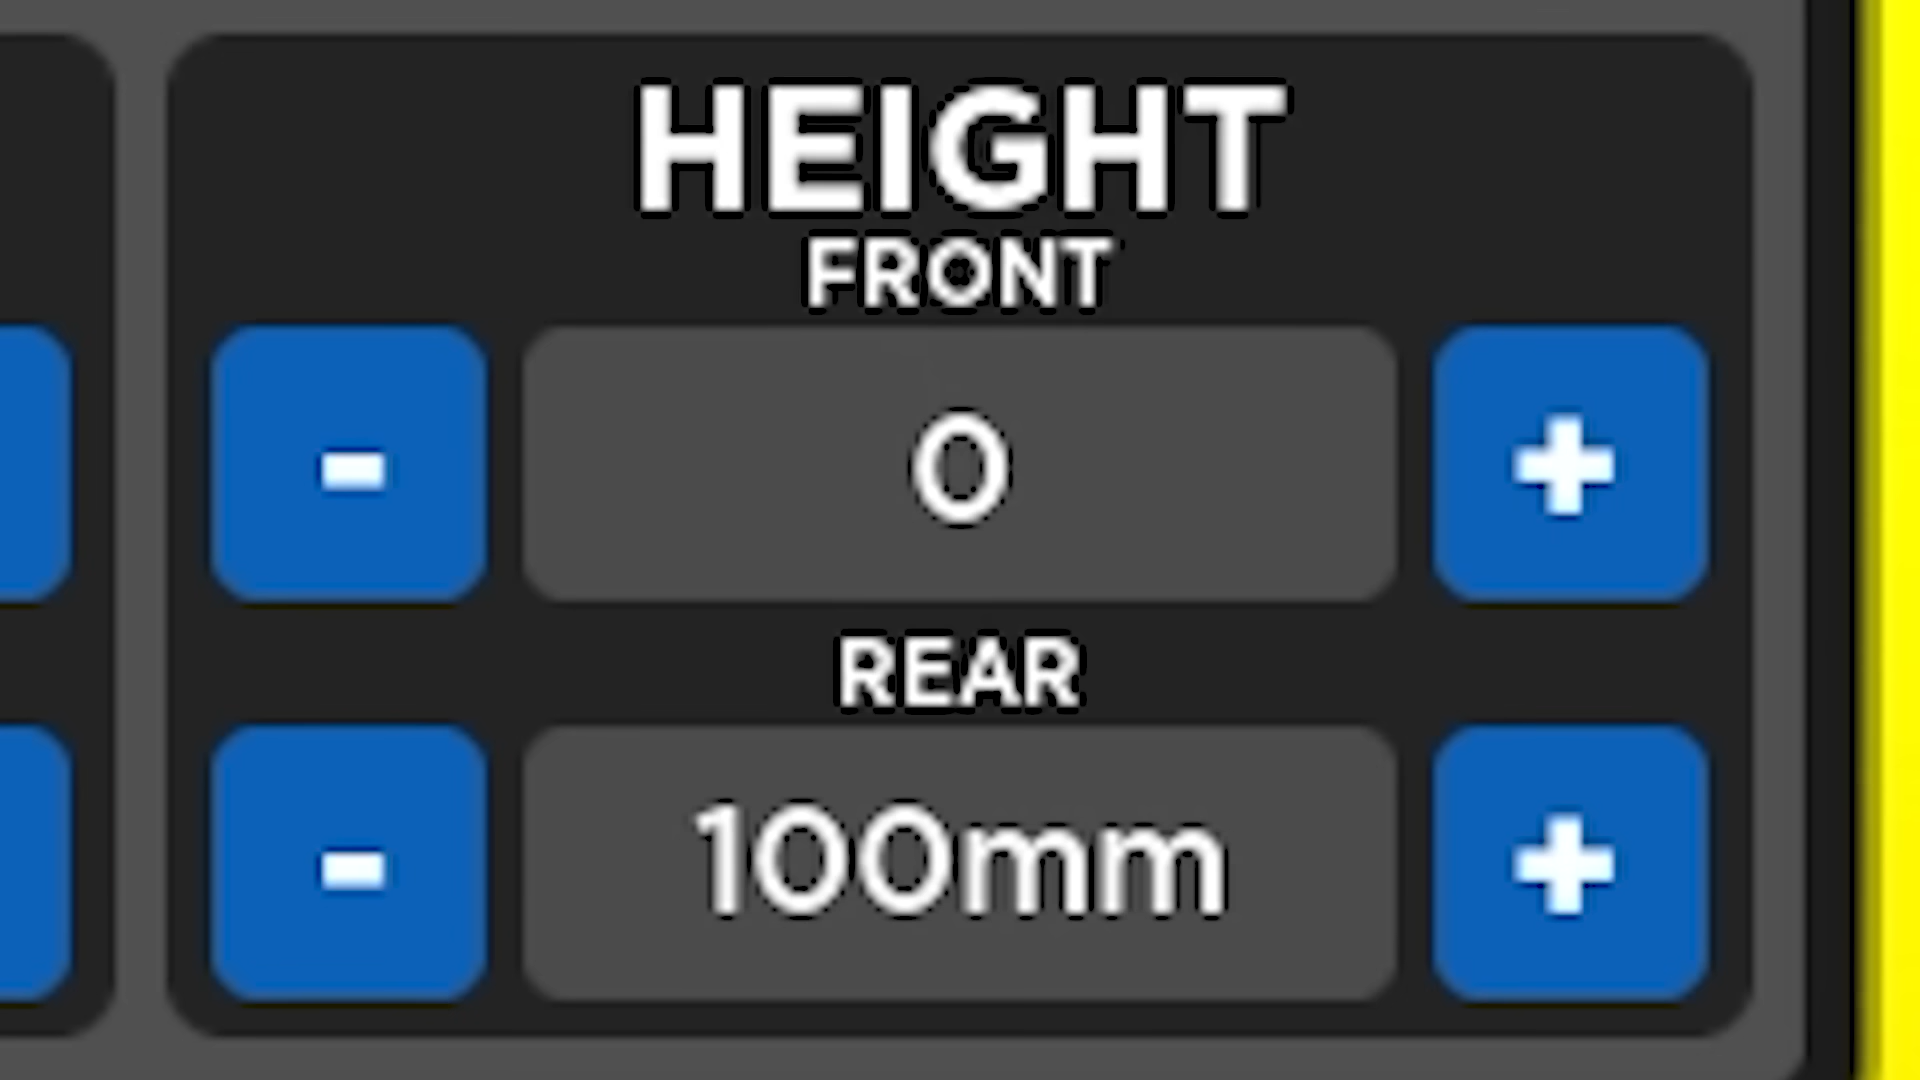 HEIGHT
FRONT
- 0 +
REAR
- 100mm +